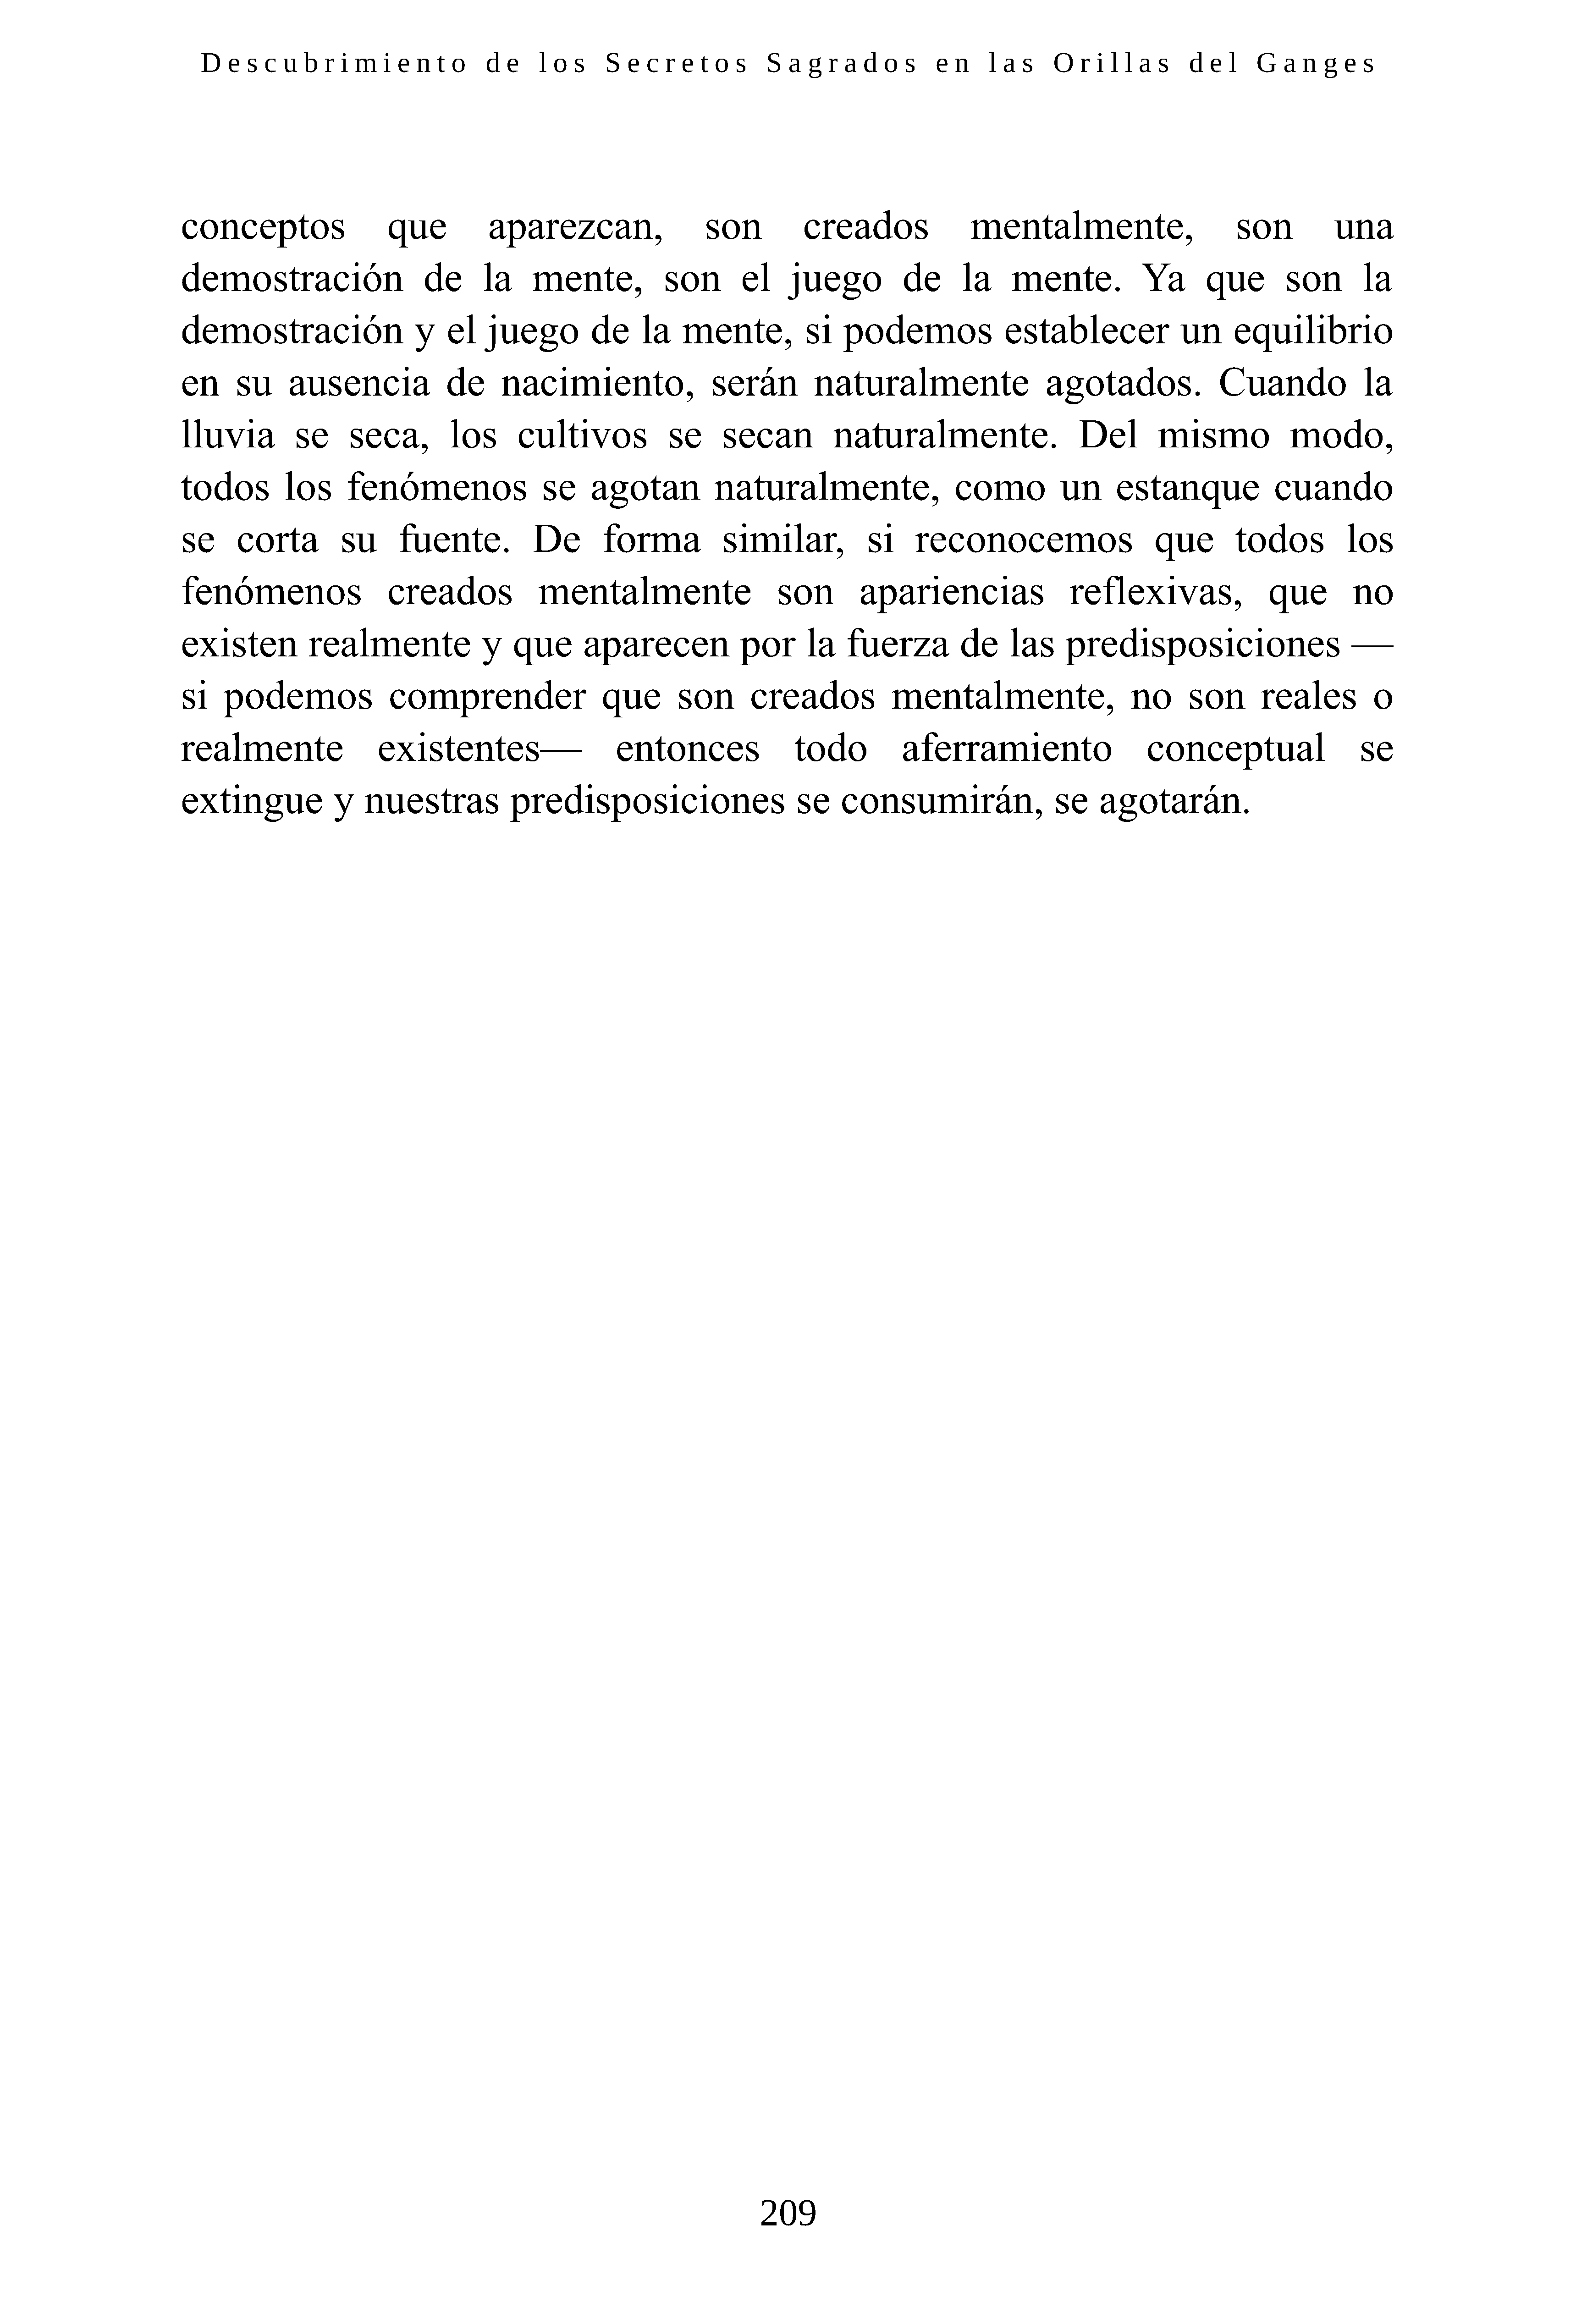 Descubrimiento de los Secretos Sagrados en las Orillas del Ganges
conceptos que aparezcan, son creados mentalmente, son una
demostración de la mente, son el juego de la mente. Ya que son la
demostración y el juego de la mente, si podemos establecer un equilibrio
en su ausencia de nacimiento, serán naturalmente agotados. Cuando la
lluvia se seca, los cultivos se secan naturalmente. Del mismo modo,
todos los fenómenos se agotan naturalmente, como un estanque cuando
se corta su fuente. De forma similar, si reconocemos que todos los
fenómenos creados mentalmente son apariencias reflexivas, que no
existen realmente y que aparecen por la fuerza de las predisposiciones —
si podemos comprender que son creados mentalmente, no son reales o
realmente existentes— entonces todo aferramiento conceptual se
extingue y nuestras predisposiciones se consumirán, se agotarán.
209